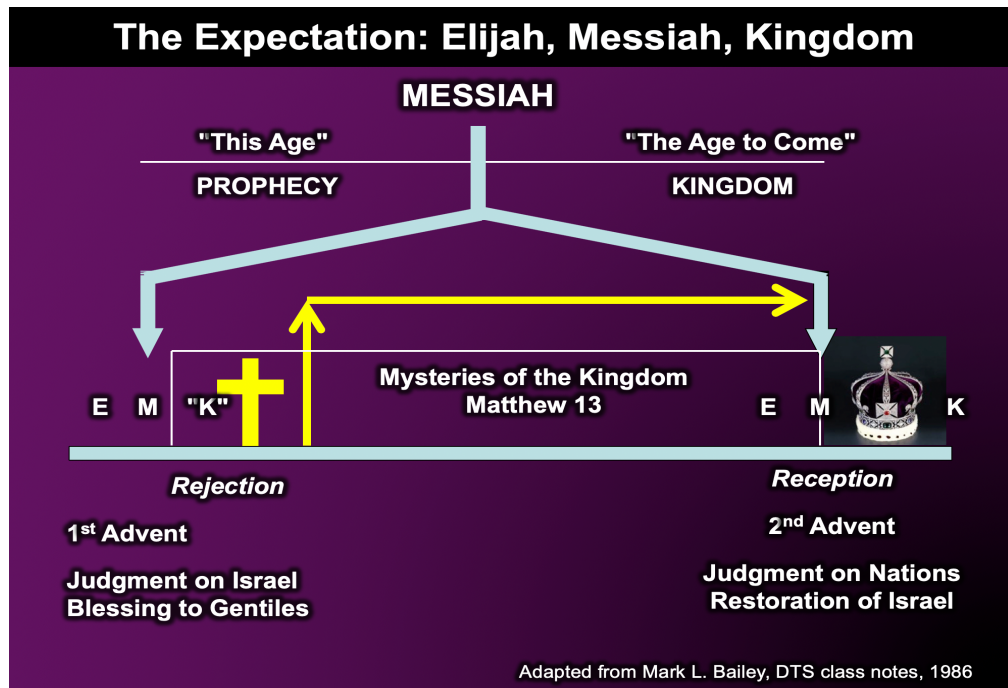 The Expectation: Elijah, Messiah, Kingdom
MESSIAH
"This Age"
"The Age to Come"
PROPHECY
KINGDOM
Mysteries of the Kingdom
Matthew 13
E M "K"
E M K
Rejection
Reception
1st Advent
2nd Advent
Judgment on Israel
Blessing to Gentiles
Judgment on Nations
Restoration of Israel
Adapted from Mark L. Bailey, DTS class notes, 1986